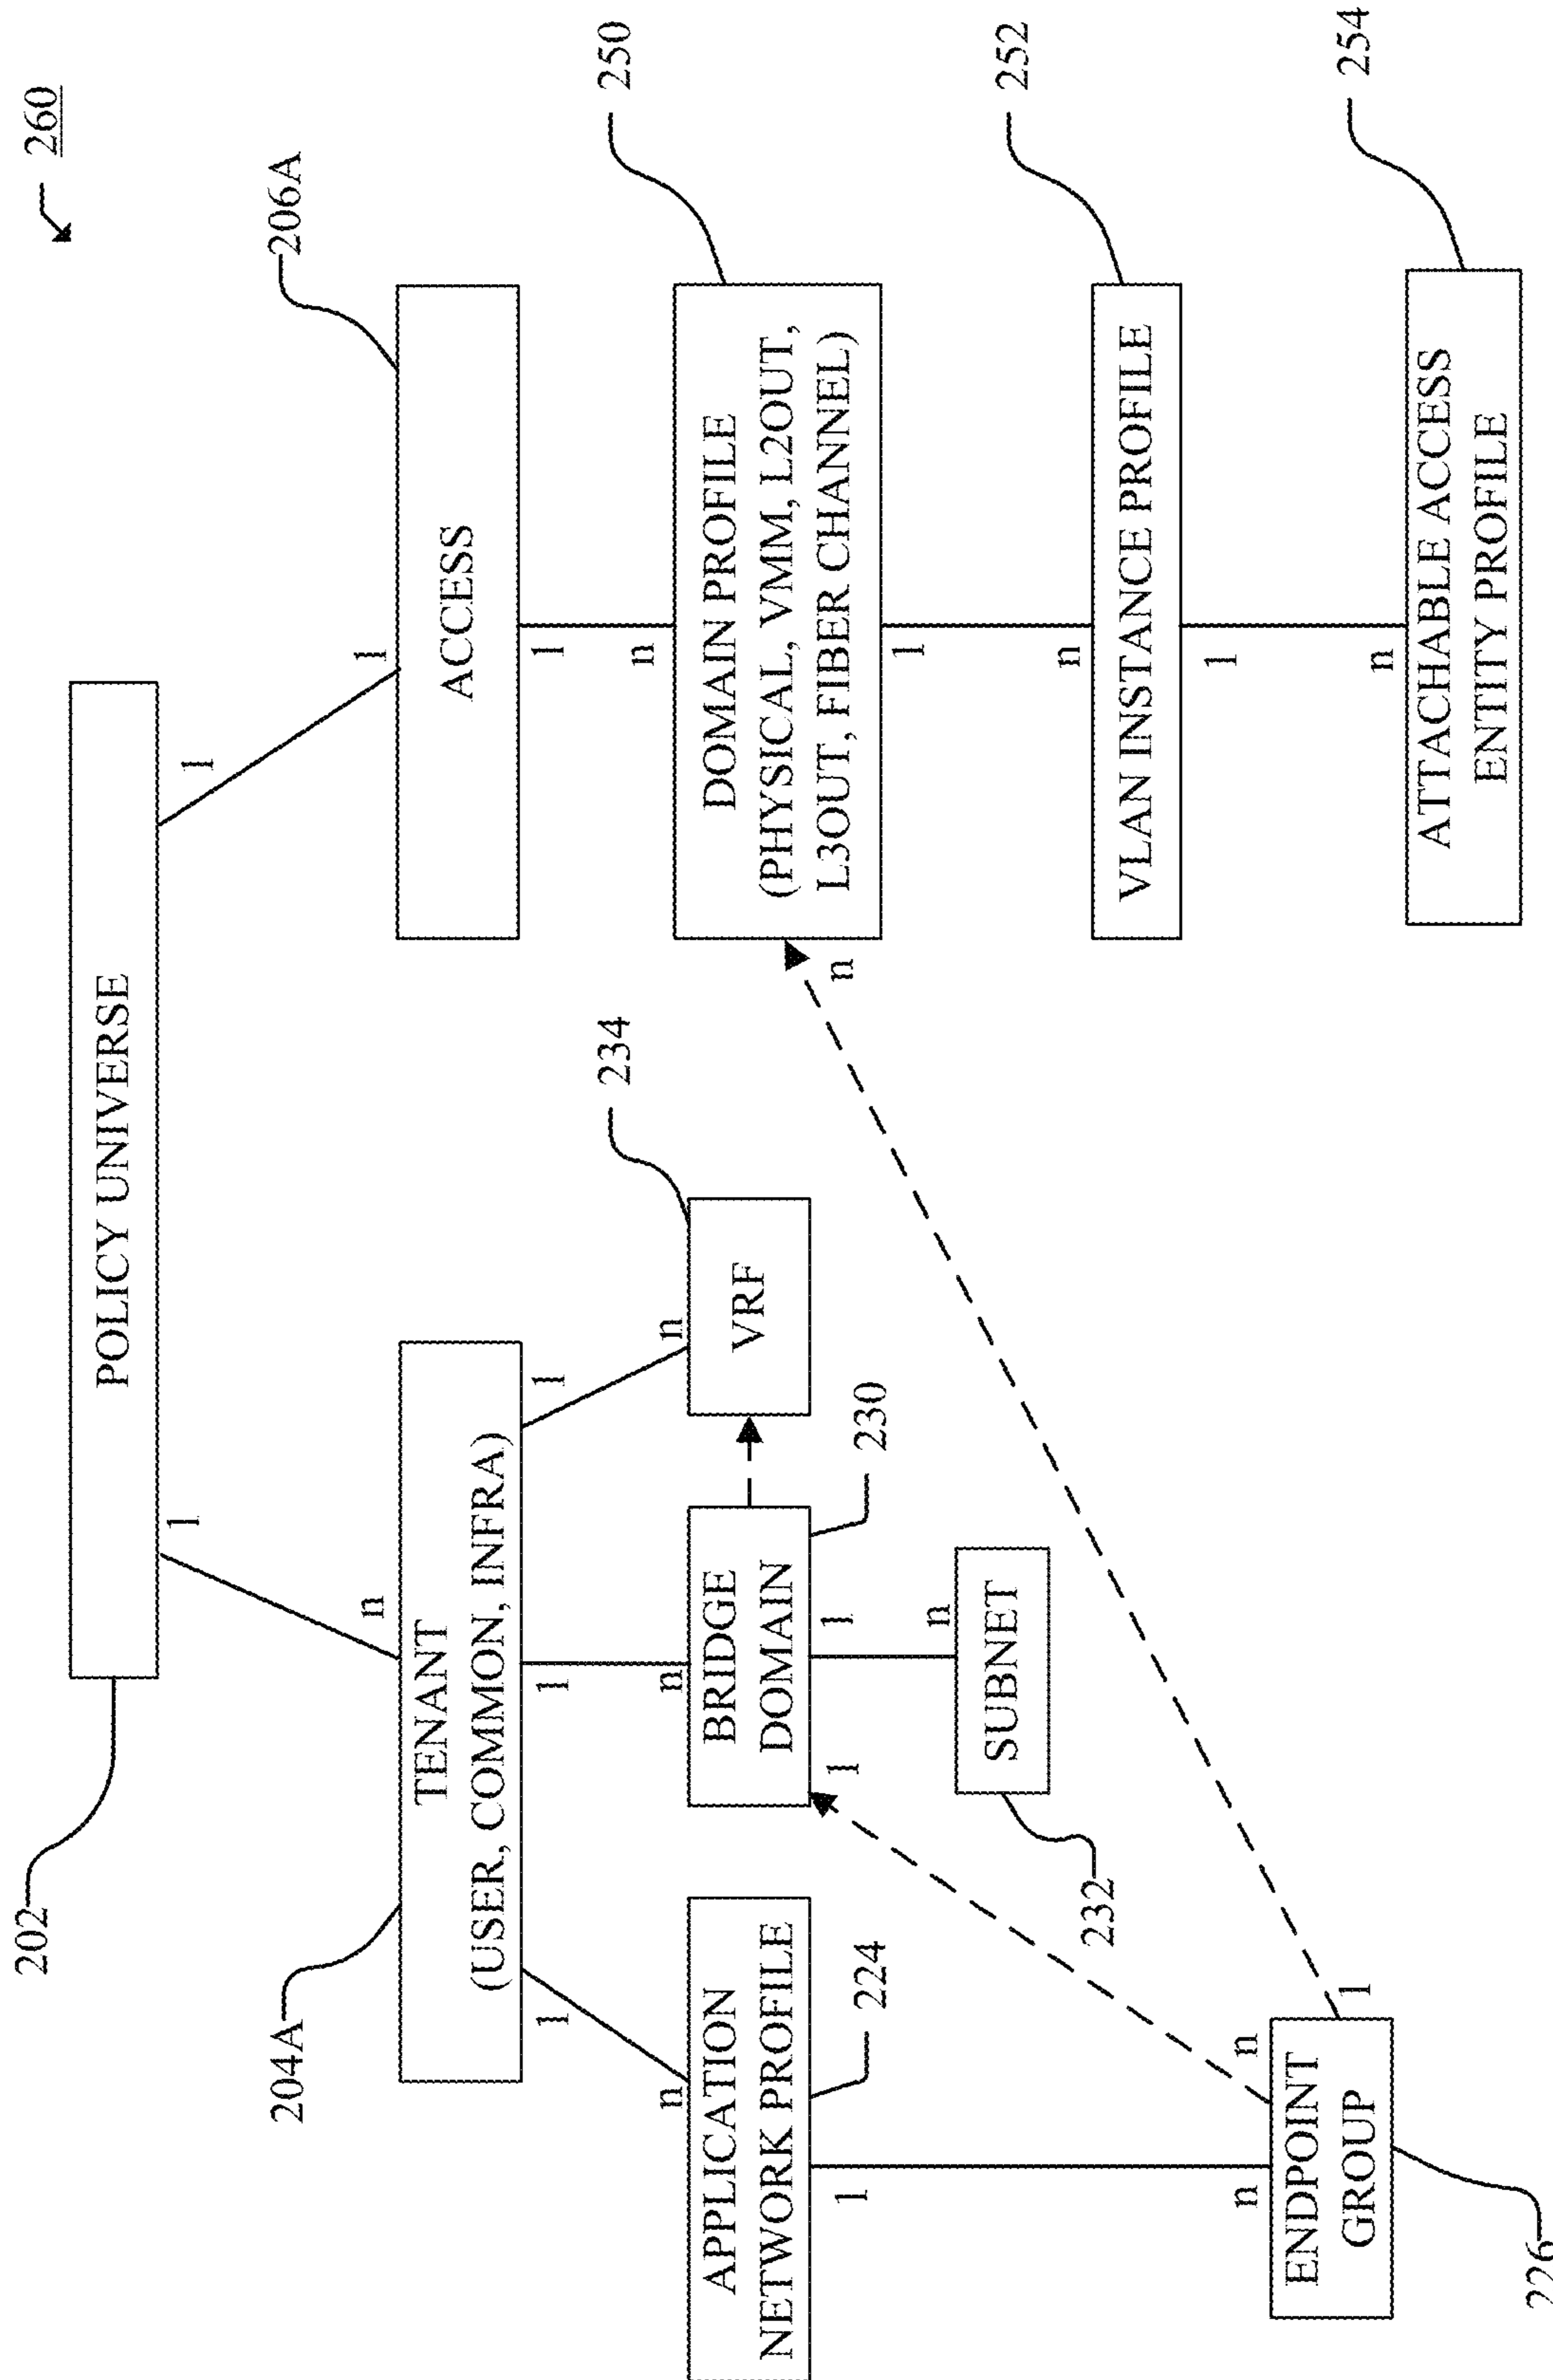 260
POLICY UNIVERSE
202
1
1
n
1
204A
TENANT
(USER, COMMON, INFRA)
206A
ACCESS
1
1
1
1
n
n
n
n
APPLICATION
NETWORK PROFILE
224
BRIDGE
DOMAIN
230
VRF
234
DOMAIN PROFILE
(PHYSICAL, VMM, L2OUT,
L3OUT, FIBER CHANNEL)
250
1
1
1
n
1
n
SUBNET
232
n
VLAN INSTANCE PROFILE
252
1
n
n
n
1
ENDPOINT
GROUP
226
ATTACHABLE ACCESS
ENTITY PROFILE
254